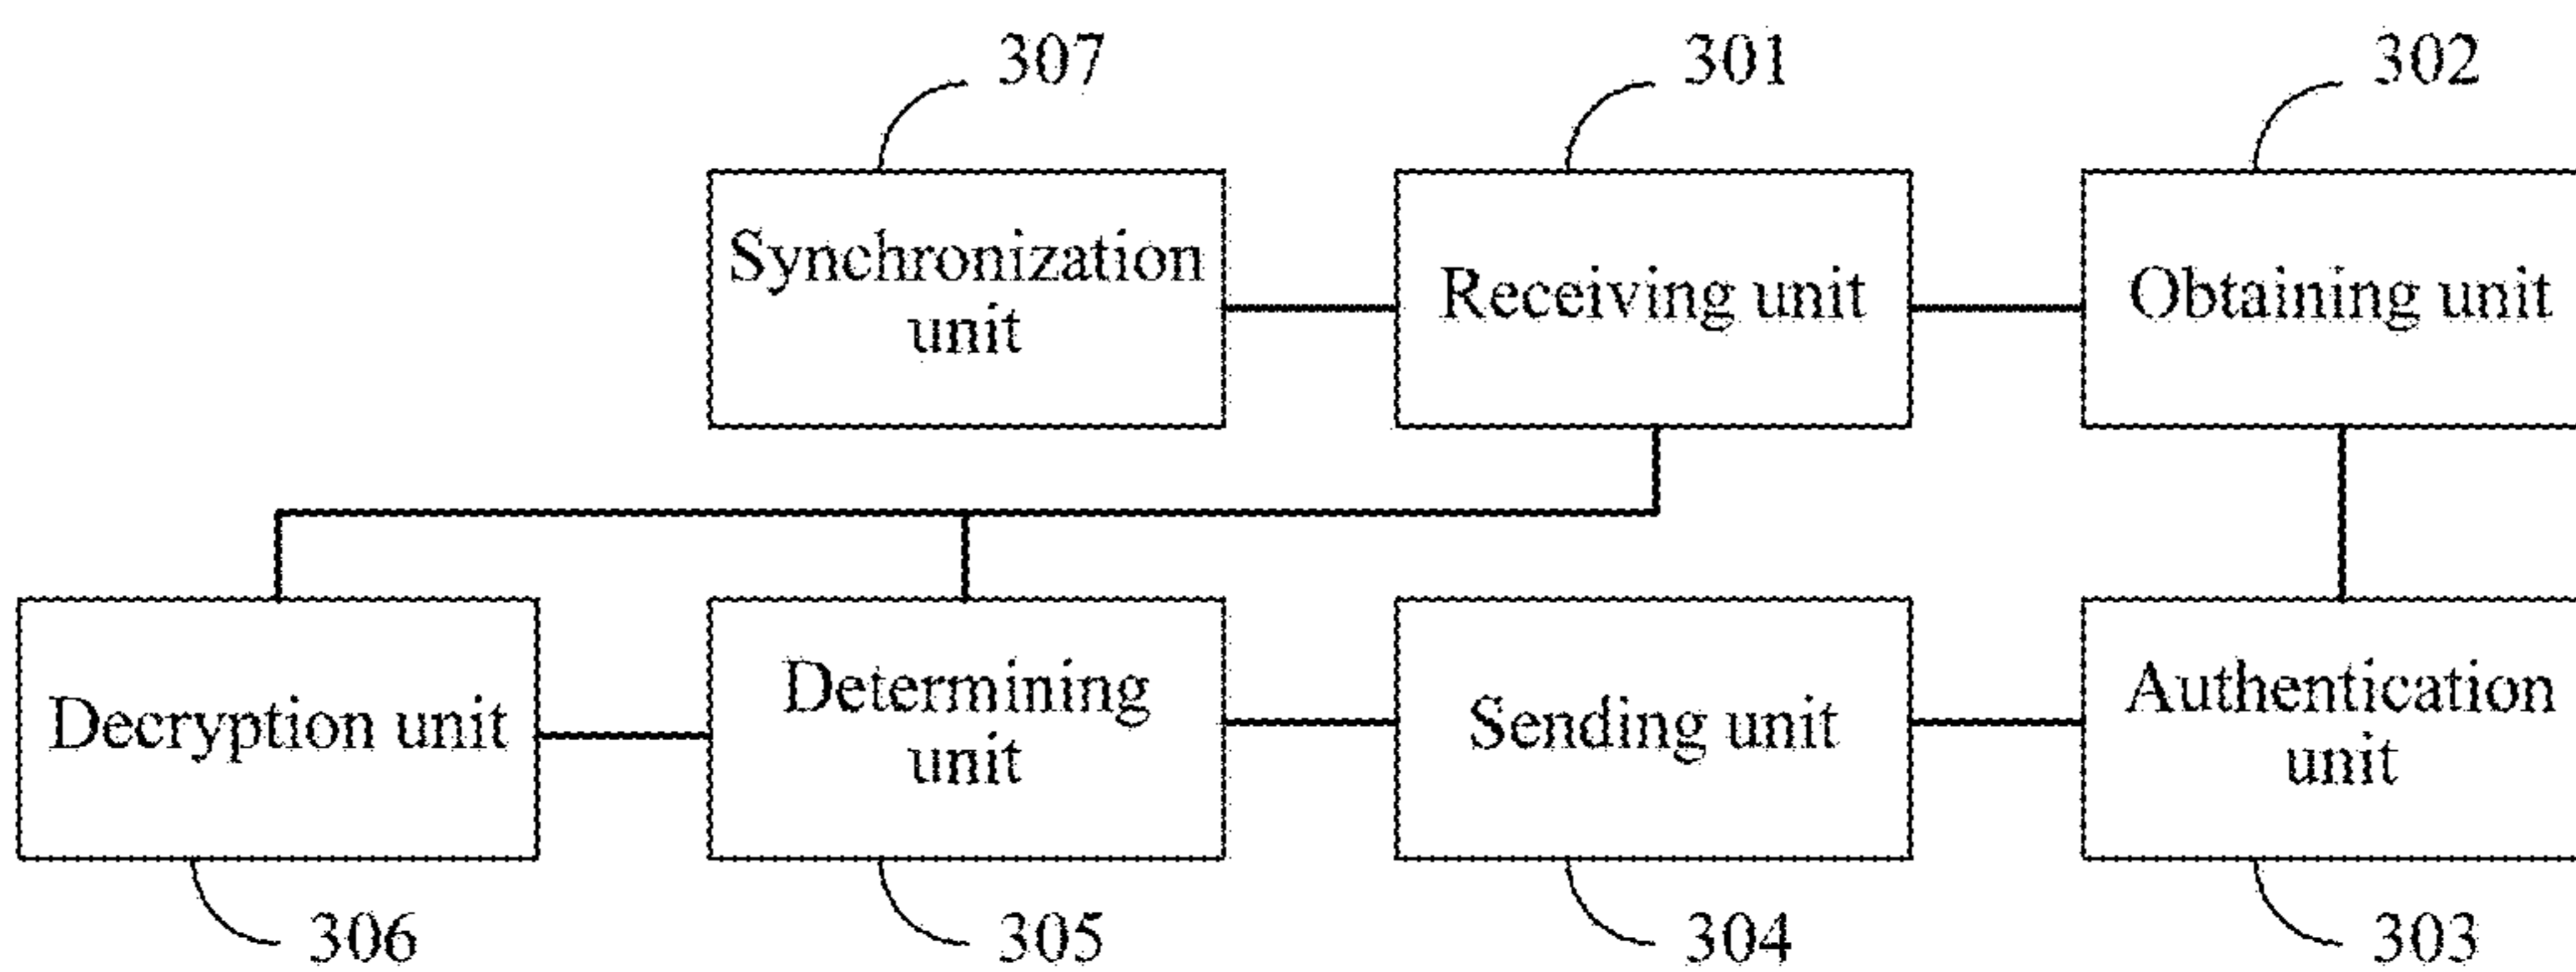 307
301
302
Synchronization
unit
Receiving unit
Obtaining unit
Decryption unit
Determining
unit
Sending unit
Authentication
unit
306
305
304
303